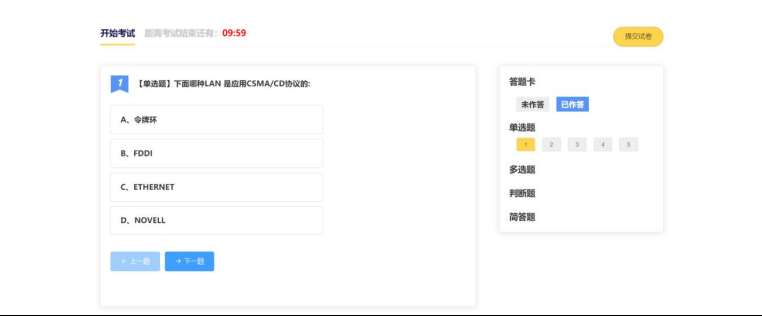 开始考试 距离考试结束还有: 09:59
提交试卷
1 【单选题】下面哪种LAN 是应用CSMA/CD协议的:
A、令牌环
B、FDDI
C、ETHERNET
D、NOVELL
← 上一题 → 下一题
答题卡
未作答 已作答
单选题
1 2 3 4 5
多选题
判断题
简答题